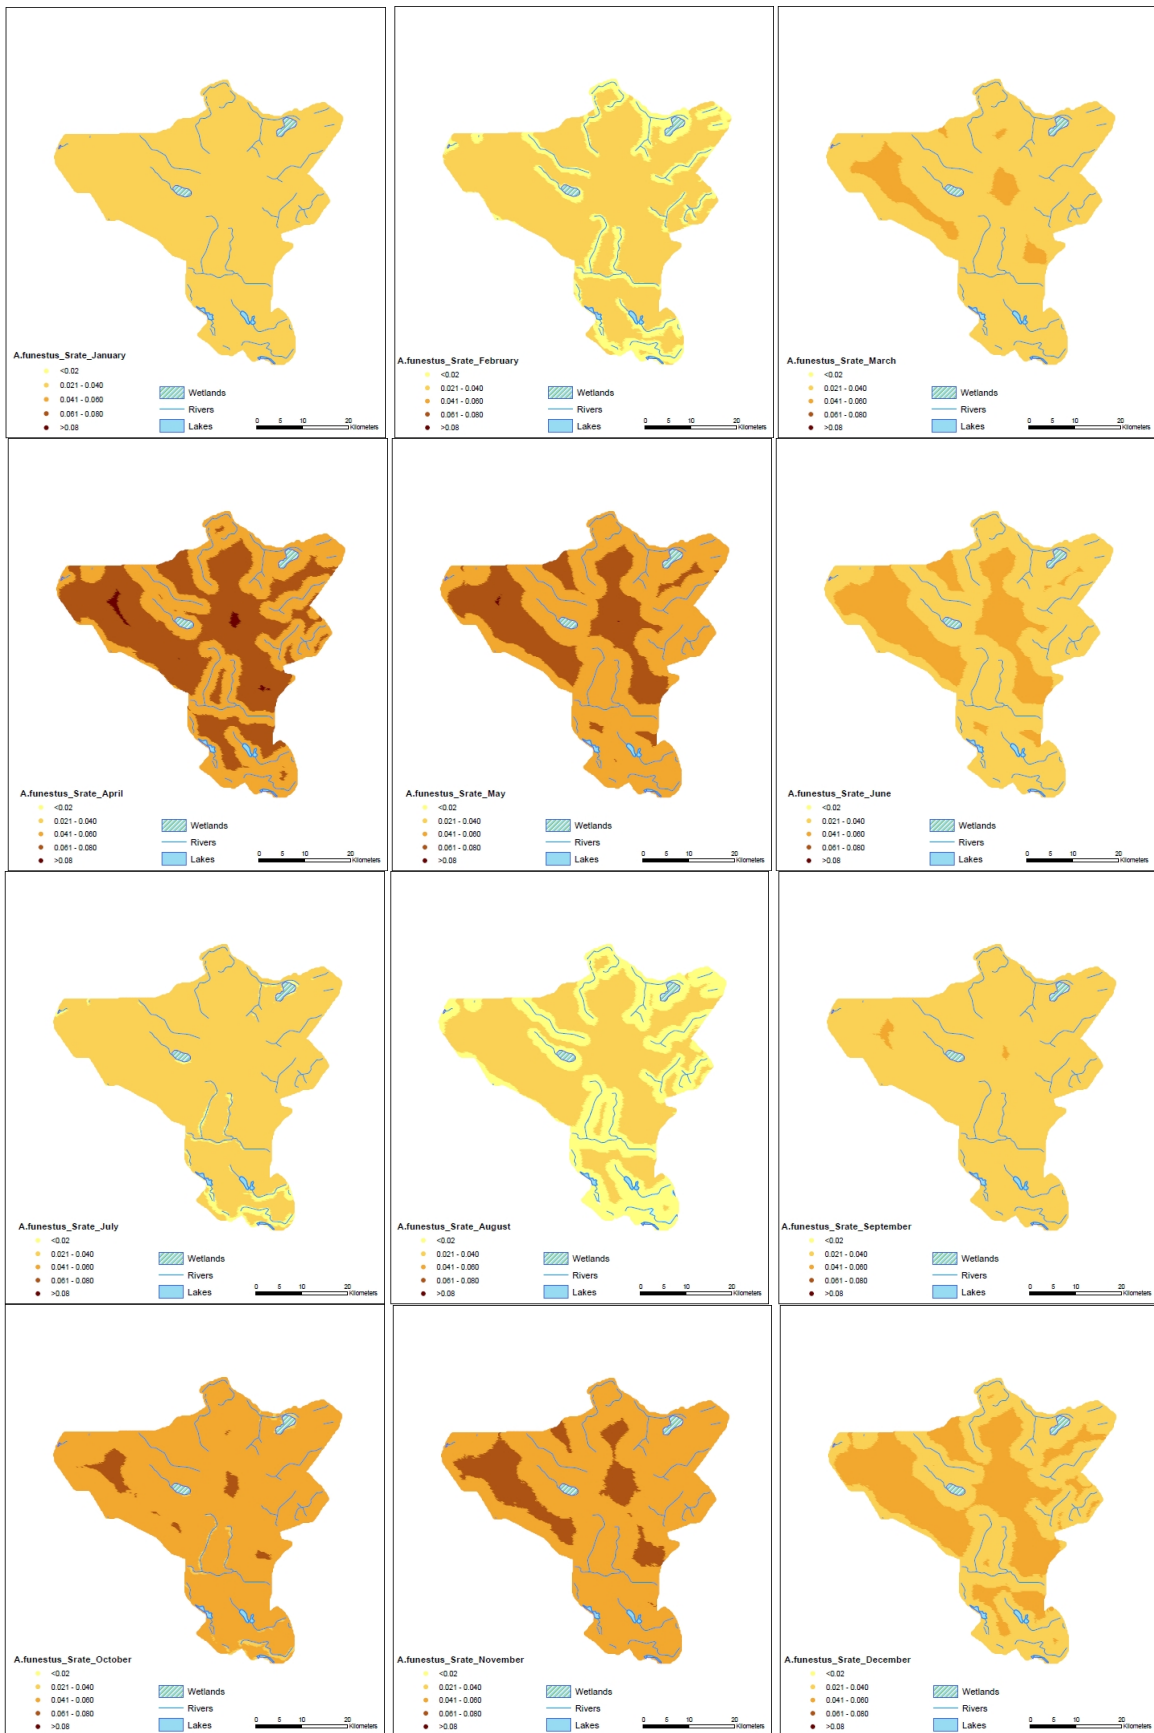 A.funestus_Srate_January
<0.02
0.021 - 0.040
0.041 - 0.060
0.061 - 0.080
>0.08
Wetlands
Rivers
Lakes
0 5 10 20
Kilometers
A.funestus_Srate_February
<0.02
0.021 - 0.040
0.041 - 0.060
0.061 - 0.080
>0.08
Wetlands
Rivers
Lakes
0 5 10 20
Kilometers
A.funestus_Srate_March
<0.02
0.021 - 0.040
0.041 - 0.060
0.061 - 0.080
>0.08
Wetlands
Rivers
Lakes
0 5 10 20
Kilometers
A.funestus_Srate_April
<0.02
0.021 - 0.040
0.041 - 0.060
0.061 - 0.080
>0.08
Wetlands
Rivers
Lakes
0 5 10 20
Kilometers
A.funestus_Srate_May
<0.02
0.021 - 0.040
0.041 - 0.060
0.061 - 0.080
>0.08
Wetlands
Rivers
Lakes
0 5 10 20
Kilometers
A.funestus_Srate_June
<0.02
0.021 - 0.040
0.041 - 0.060
0.061 - 0.080
>0.08
Wetlands
Rivers
Lakes
0 5 10 20
Kilometers
A.funestus_Srate_July
<0.02
0.021 - 0.040
0.041 - 0.060
0.061 - 0.080
>0.08
Wetlands
Rivers
Lakes
0 5 10 20
Kilometers
A.funestus_Srate_August
<0.02
0.021 - 0.040
0.041 - 0.060
0.061 - 0.080
>0.08
Wetlands
Rivers
Lakes
0 5 10 20
Kilometers
A.funestus_Srate_September
<0.02
0.021 - 0.040
0.041 - 0.060
0.061 - 0.080
>0.08
Wetlands
Rivers
Lakes
0 5 10 20
Kilometers
A.funestus_Srate_October
<0.02
0.021 - 0.040
0.041 - 0.060
0.061 - 0.080
>0.08
Wetlands
Rivers
Lakes
0 5 10 20
Kilometers
A.funestus_Srate_November
<0.02
0.021 - 0.040
0.041 - 0.060
0.061 - 0.080
>0.08
Wetlands
Rivers
Lakes
0 5 10 20
Kilometers
A.funestus_Srate_December
<0.02
0.021 - 0.040
0.041 - 0.060
0.061 - 0.080
>0.08
Wetlands
Rivers
Lakes
0 5 10 20
Kilometers